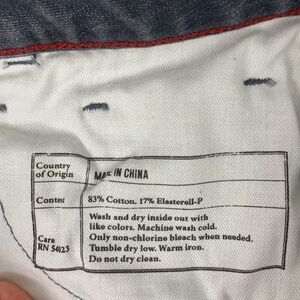 Country
of Origin
MADE IN CHINA
Content
83% Cotton. 17% Elasterell-P
Care
RN 54023
Wash and dry inside out with
like colors. Machine wash cold.
Only non-chlorine bleach when needed.
Tumble dry low. Warm iron.
Do not dry clean.